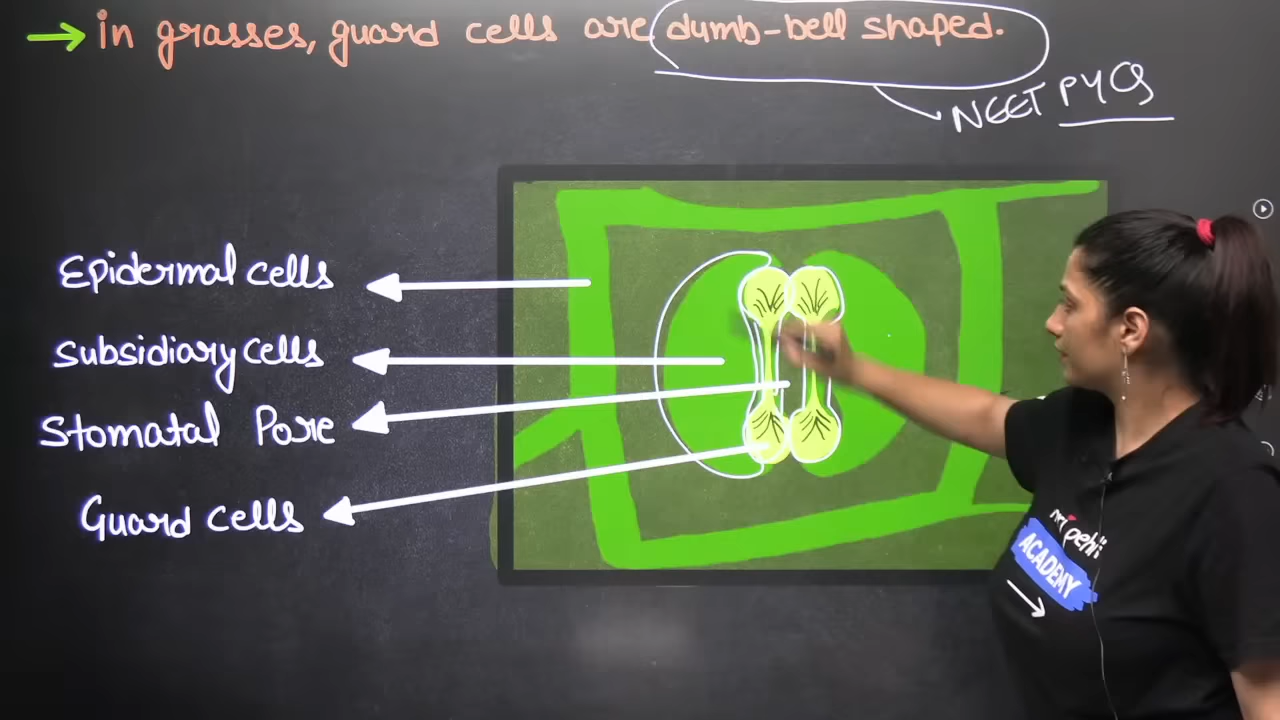 → in grasses, guard cells are dumb-bell shaped.
NEET PYQs
Epidermal cells
Subsidiary cells
Stomatal Pore
Guard cells
ACADEMY